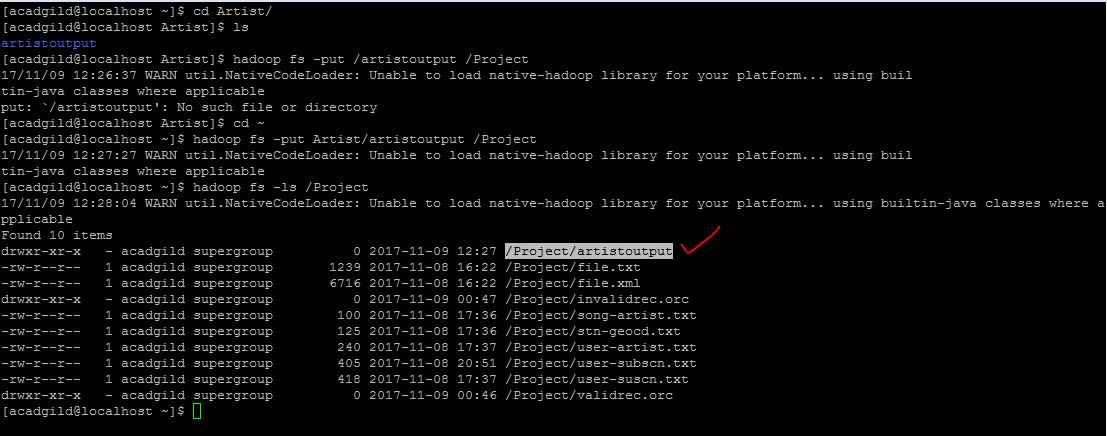 [acadgild@localhost ~]$ cd Artist/
[acadgild@localhost Artist]$ ls
artistoutput
[acadgild@localhost Artist]$ hadoop fs -put /artistoutput /Project
17/11/09 12:26:37 WARN util.NativeCodeLoader: Unable to load native-hadoop library for your platform... using buil
tin-java classes where applicable
put: `/artistoutput': No such file or directory
[acadgild@localhost Artist]$ cd ~
[acadgild@localhost ~]$ hadoop fs -put Artist/artistoutput /Project
17/11/09 12:27:27 WARN util.NativeCodeLoader: Unable to load native-hadoop library for your platform... using buil
tin-java classes where applicable
[acadgild@localhost ~]$ hadoop fs -ls /Project
17/11/09 12:28:04 WARN util.NativeCodeLoader: Unable to load native-hadoop library for your platform... using builtin-java classes where a
pplicable
Found 10 items
drwxr-xr-x   - acadgild supergroup          0 2017-11-09 12:27 /Project/artistoutput
-rw-r--r--   1 acadgild supergroup       1239 2017-11-08 16:22 /Project/file.txt
-rw-r--r--   1 acadgild supergroup       6716 2017-11-08 16:22 /Project/file.xml
drwxr-xr-x   - acadgild supergroup          0 2017-11-09 00:47 /Project/invalidrec.orc
-rw-r--r--   1 acadgild supergroup        100 2017-11-08 17:36 /Project/song-artist.txt
-rw-r--r--   1 acadgild supergroup        125 2017-11-08 17:36 /Project/stn-geocd.txt
-rw-r--r--   1 acadgild supergroup        240 2017-11-08 17:37 /Project/user-artist.txt
-rw-r--r--   1 acadgild supergroup        405 2017-11-08 20:51 /Project/user-subscn.txt
-rw-r--r--   1 acadgild supergroup        418 2017-11-08 17:37 /Project/user-suscn.txt
drwxr-xr-x   - acadgild supergroup          0 2017-11-09 00:46 /Project/validrec.orc
[acadgild@localhost ~]$